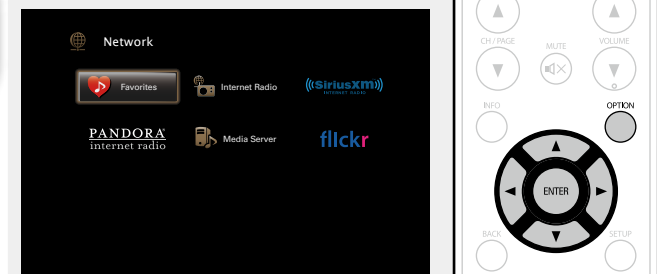 Network
Favorites
Internet Radio
((SiriusXM))
INTERNET RADIO
PANDORA
internet radio
Media Server
flickr
CH / PAGE
MUTE
VOLUME
INFO
OPTION
ENTER
BACK
SETUP